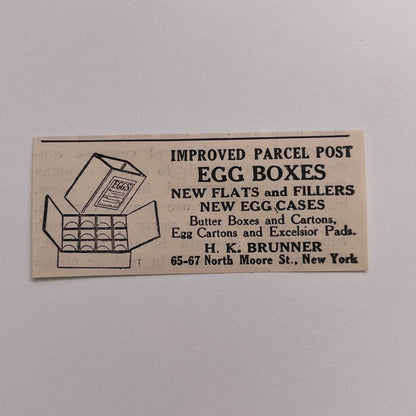 EGGS
IMPROVED PARCEL POST
EGG BOXES
NEW FLATS and FILLERS
NEW EGG CASES
Butter Boxes and Cartons,
Egg Cartons and Excelsior Pads.
H. K. BRUNNER
65-67 North Moore St., New York